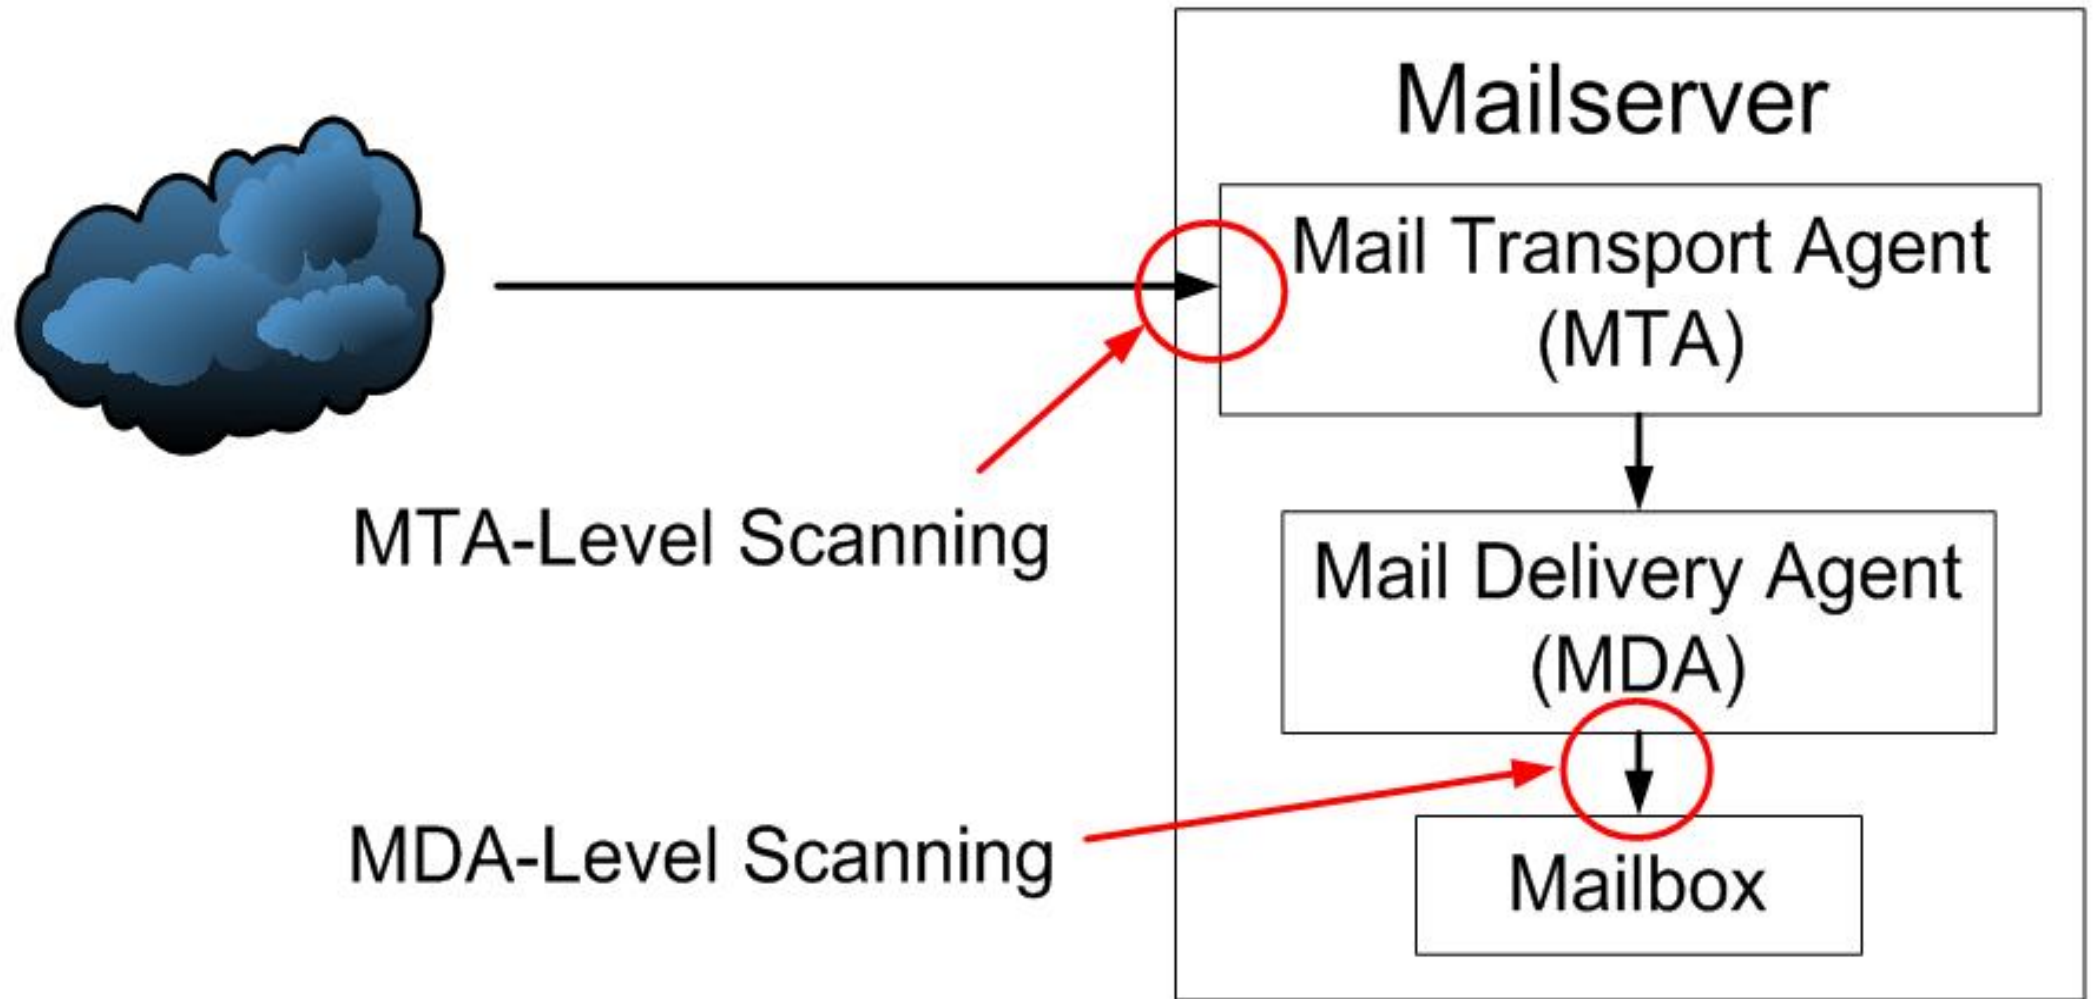 Mailserver
Mail Transport Agent
(MTA)
MTA-Level Scanning
Mail Delivery Agent
(MDA)
MDA-Level Scanning
Mailbox